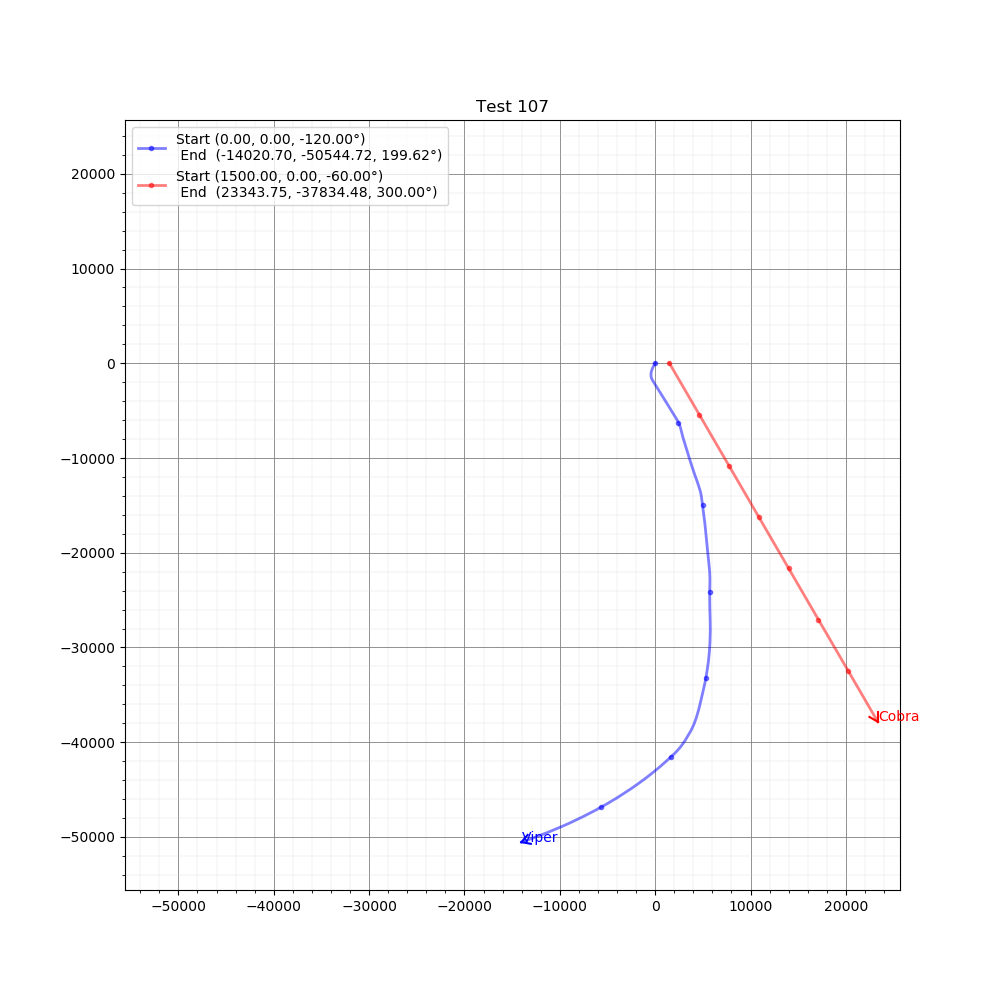 Test 107
Start (0.00, 0.00, -120.00°)
End  (-14020.70, -50544.72, 199.62°)
Start (1500.00, 0.00, -60.00°)
End  (23343.75, -37834.48, 300.00°)
20000
10000
0
−10000
−20000
−30000
−40000
−50000
Cobra
Viper
−50000 −40000 −30000 −20000 −10000 0 10000 20000